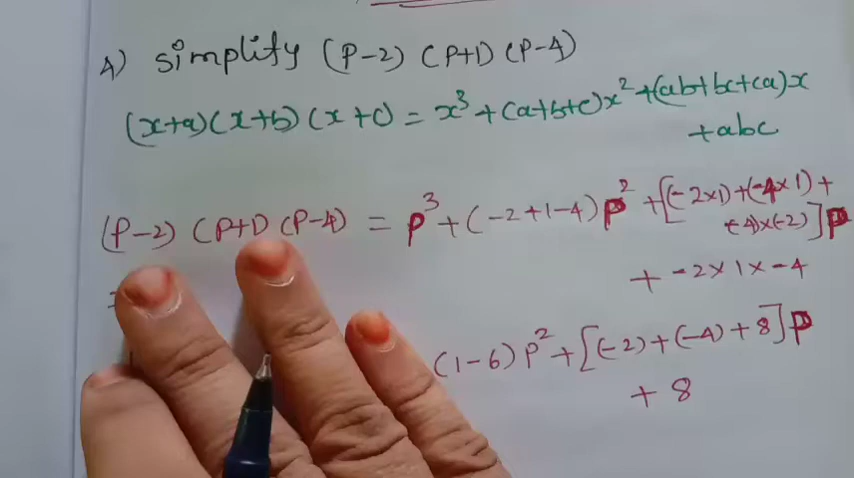 4) simplify (P-2) (P+1) (P-4)
(x+a)(x+b)(x+c) = x³ + (a+b+c)x² + (ab+bc+ca)x
+abc
(P-2) (P+1) (P-4) = P³ + (-2+1-4) P² + [(-2×1) + (-4×1) +
(-4)×(-2)]P
+ -2×1×-4
=
(1-6) P² + [(-2) + (-4) + 8]P
+ 8